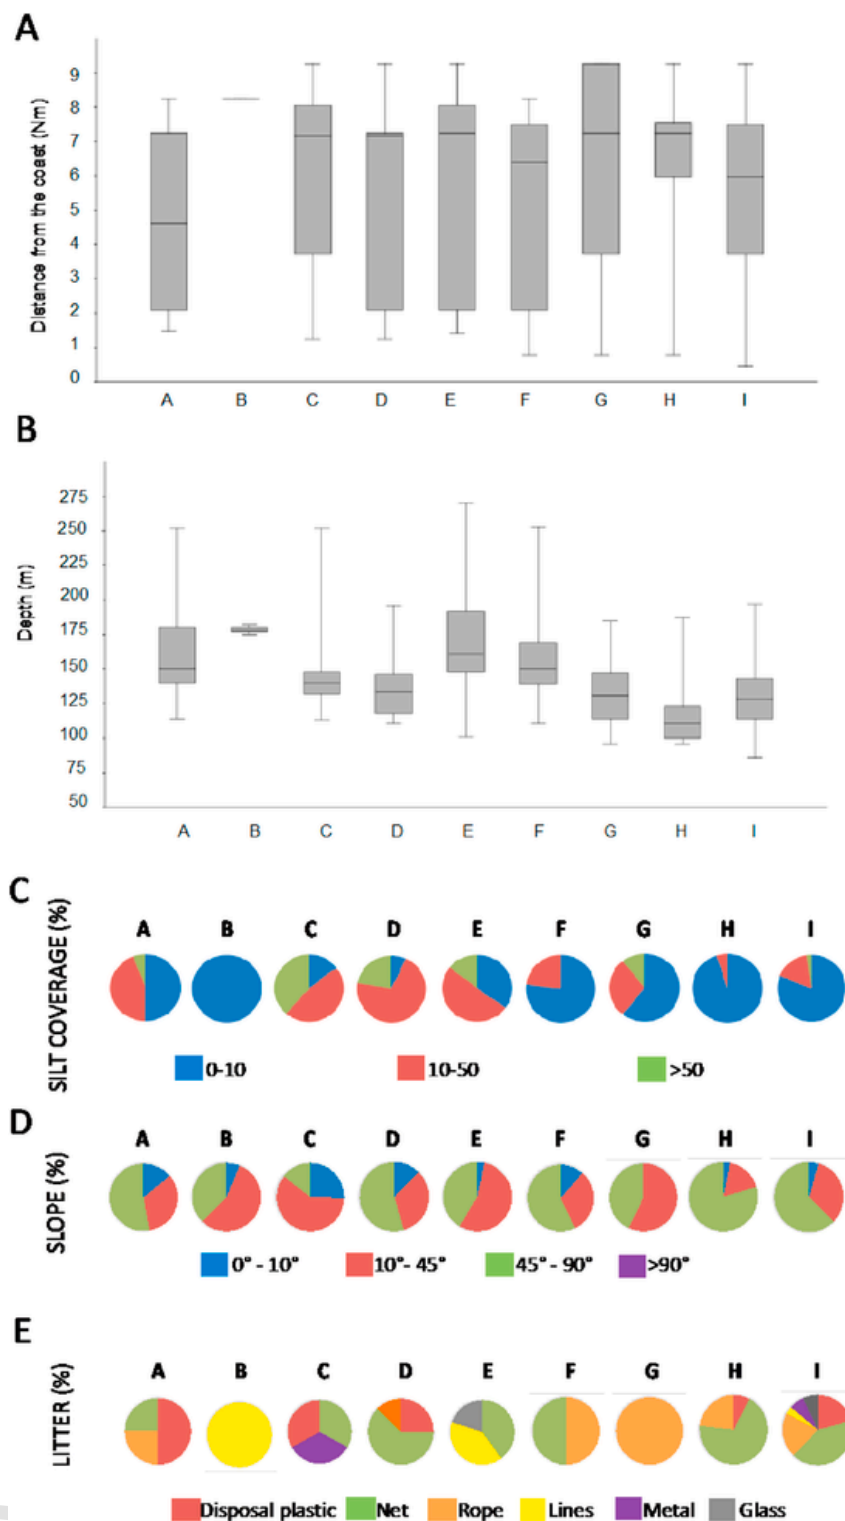 A
Distance from the coast (Nm)
9
8
7
6
5
4
3
2
1
0
A B C D E F G H I
B
Depth (m)
275
250
225
200
175
150
125
100
75
50
A B C D E F G H I
C
SILT COVERAGE (%)
A B C D E F G H I
0-10 10-50 >50
D
SLOPE (%)
A B C D E F G H I
0° - 10° 10°- 45° 45° - 90° >90°
E
LITTER (%)
A B C D E F G H I
Disposal plastic Net Rope Lines Metal Glass